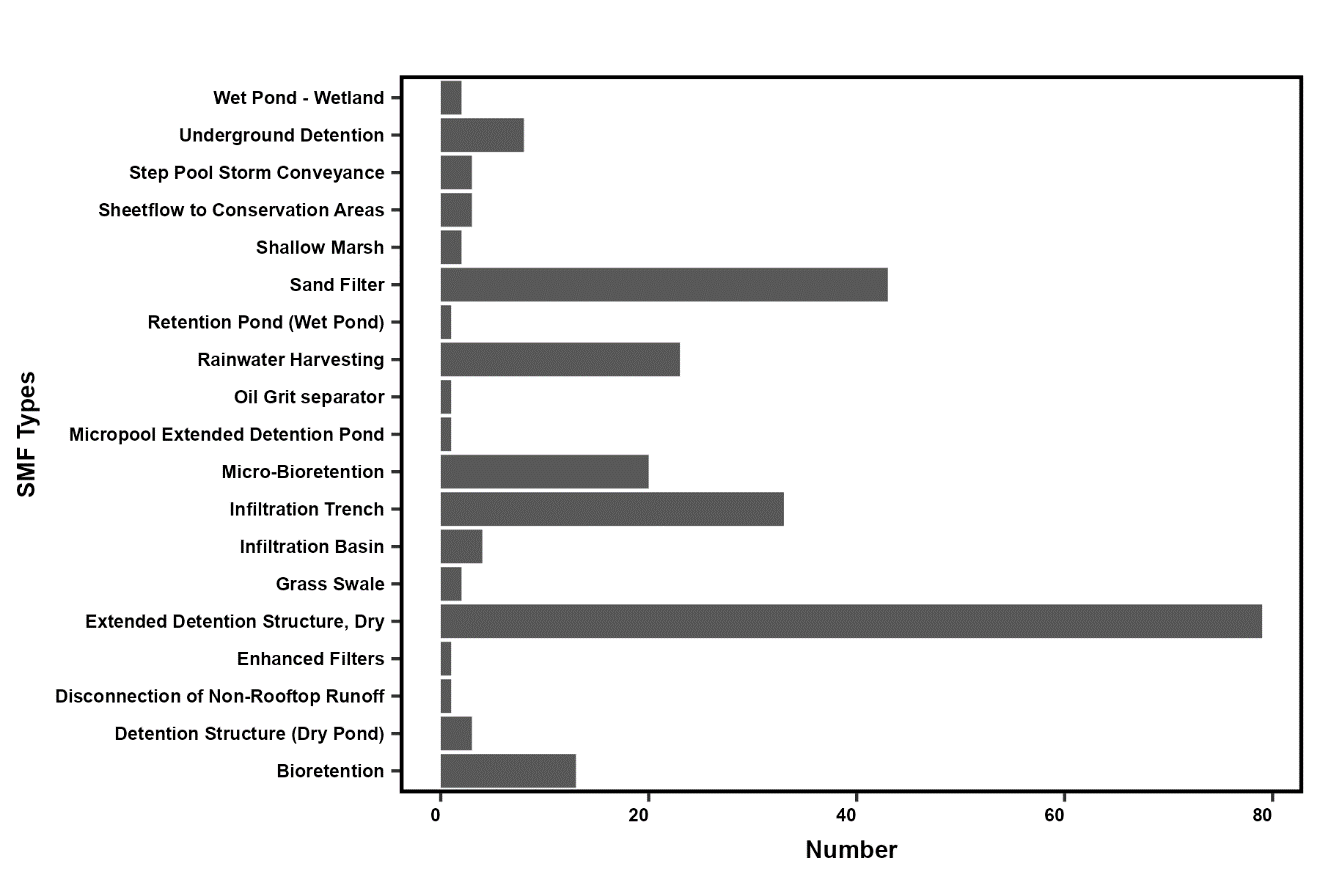 Wet Pond - Wetland
Underground Detention
Step Pool Storm Conveyance
Sheetflow to Conservation Areas
Shallow Marsh
Sand Filter
Retention Pond (Wet Pond)
Rainwater Harvesting
Oil Grit separator
Micropool Extended Detention Pond
Micro-Bioretention
Infiltration Trench
Infiltration Basin
Grass Swale
Extended Detention Structure, Dry
Enhanced Filters
Disconnection of Non-Rooftop Runoff
Detention Structure (Dry Pond)
Bioretention
SMF Types
0 20 40 60 80
Number